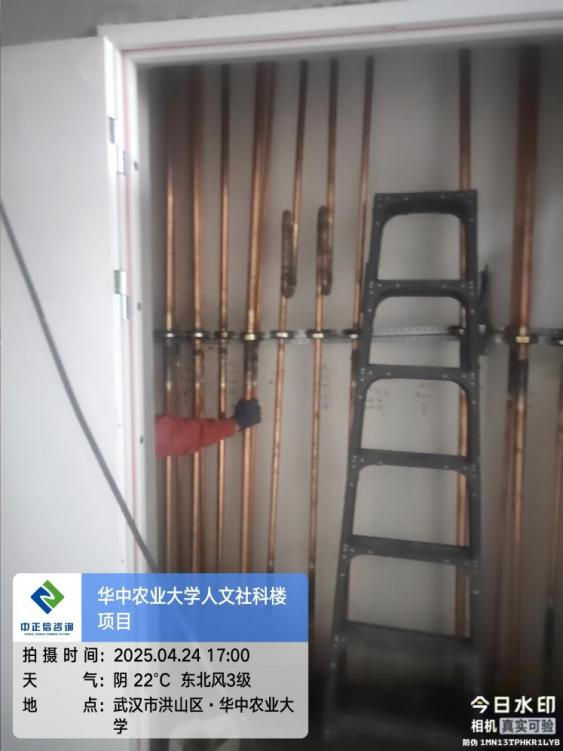 华中农业大学人文社科楼
项目
中正信咨询
拍摄时间：2025.04.24 17:00
天气：阴 22℃ 东北风3级
地点：武汉市洪山区·华中农业大
学
今日水印
相机 真实可验
防伪 1MN13TPHKR1LYB